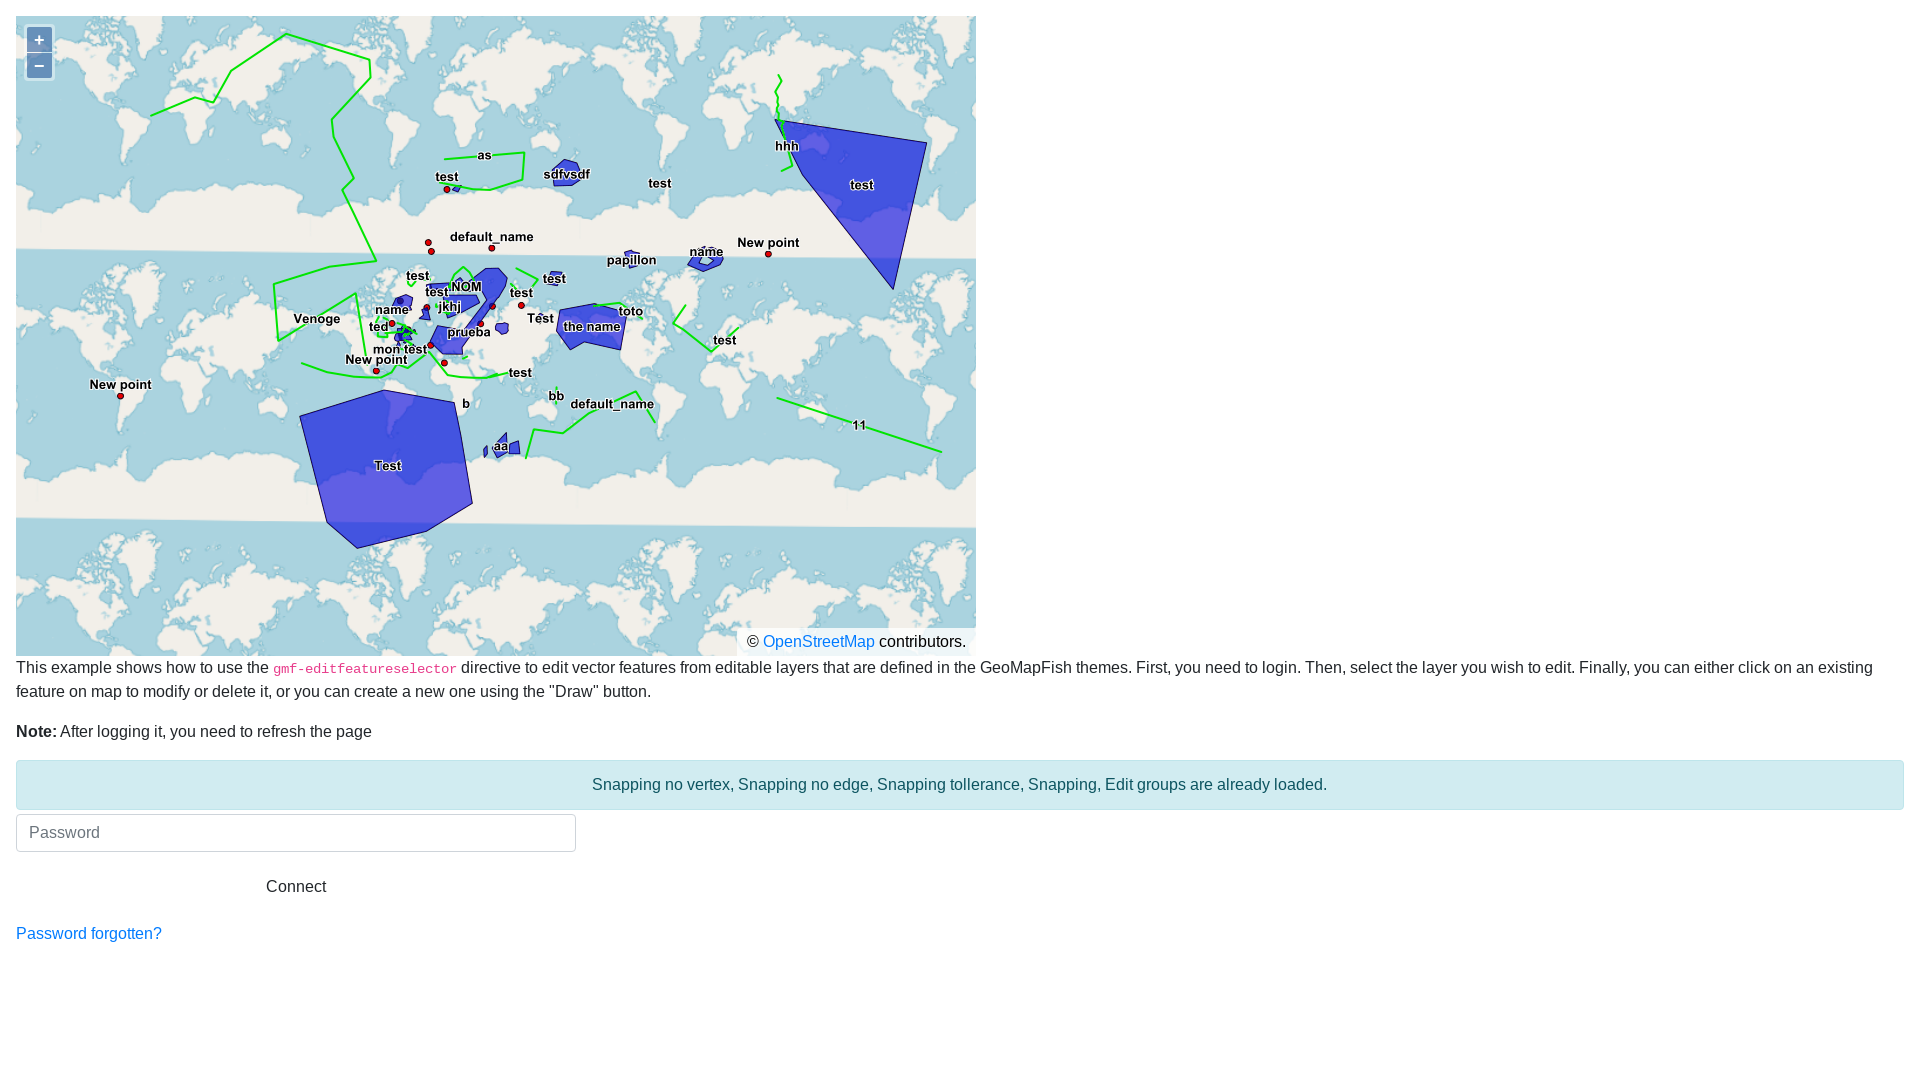 +
−
as
test
sdfvsdf
test
hhh
test
default_name
New point
name
papillon
test
test
NOM
test
test
name
jkhj
toto
Venoge
Test
ted
the name
prueba
test
mon test
New point
test
New point
bb
b
default_name
11
aa
Test
© OpenStreetMap contributors.
This example shows how to use the gmf-editfeatureselector directive to edit vector features from editable layers that are defined in the GeoMapFish themes. First, you need to login. Then, select the layer you wish to edit. Finally, you can either click on an existing
feature on map to modify or delete it, or you can create a new one using the "Draw" button.
Note: After logging it, you need to refresh the page
Snapping no vertex, Snapping no edge, Snapping tollerance, Snapping, Edit groups are already loaded.
Password
Connect
Password forgotten?